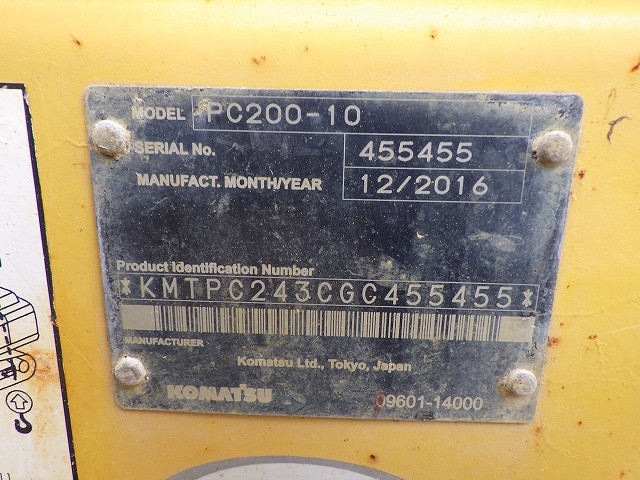 MODEL PC200-10
SERIAL No. 455455
MANUFACT. MONTH/YEAR 12/2016
Product Identification Number
*KMTPC243CGC455455*
MANUFACTURER
Komatsu Ltd., Tokyo, Japan
KOMATSU 09601-14000